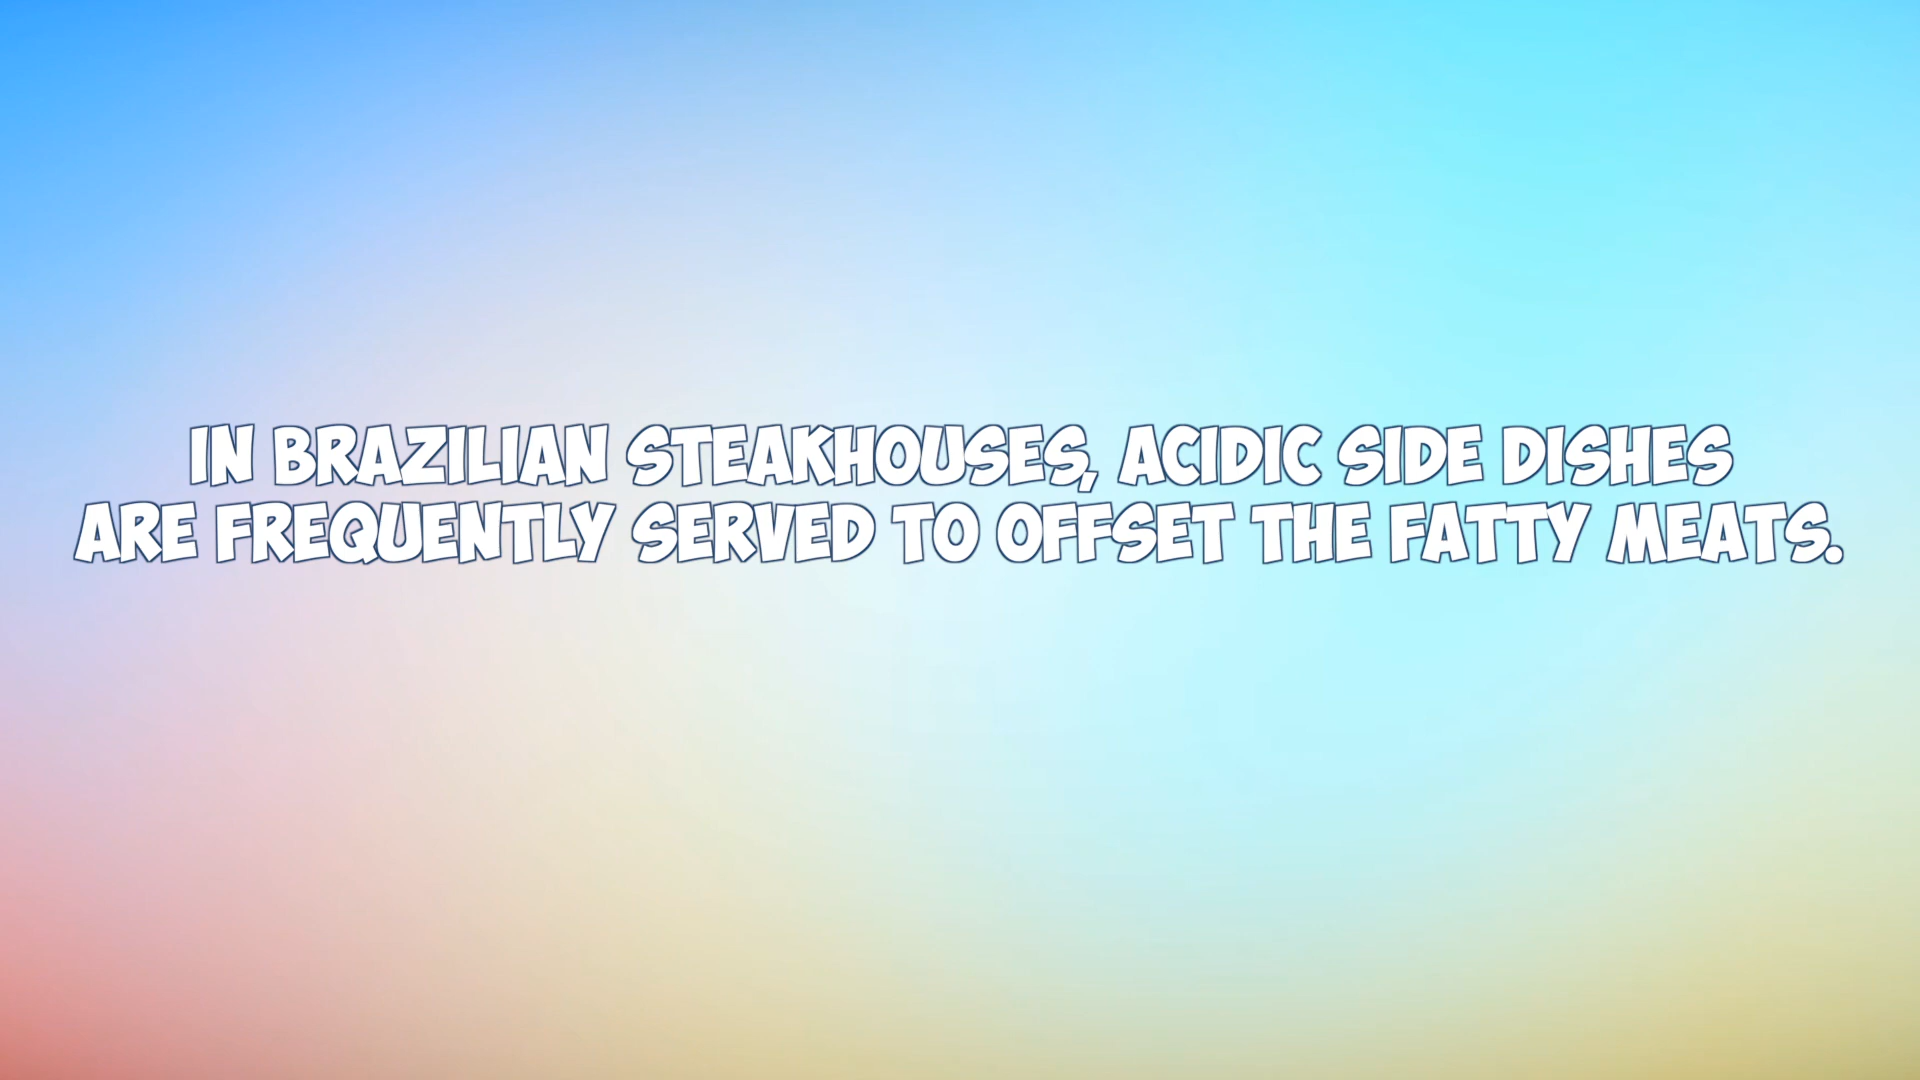 IN BRAZILIAN STEAKHOUSES, ACIDIC SIDE DISHES
ARE FREQUENTLY SERVED TO OFFSET THE FATTY MEATS.